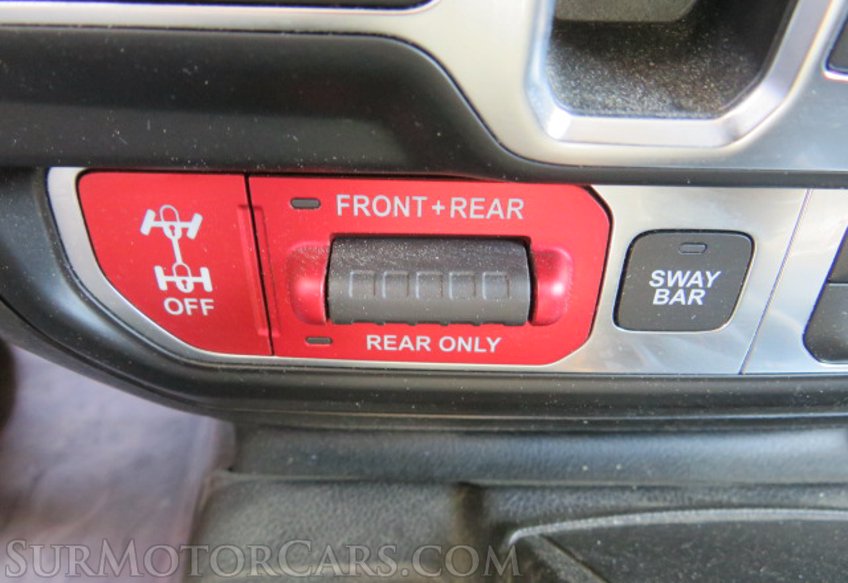 FRONT+REAR
OFF
REAR ONLY
SWAY
BAR
SURMOTORCARS.COM